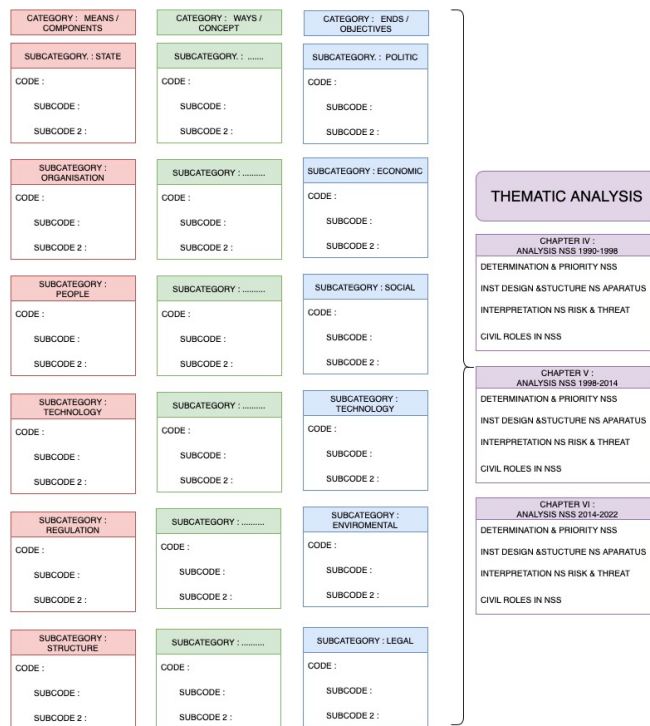 CATEGORY : MEANS /
COMPONENTS
SUBCATEGORY. : STATE
CODE :
SUBCODE :
SUBCODE 2 :
SUBCATEGORY :
ORGANISATION
CODE :
SUBCODE :
SUBCODE 2 :
SUBCATEGORY :
PEOPLE
CODE :
SUBCODE :
SUBCODE 2 :
SUBCATEGORY :
TECHNOLOGY
CODE :
SUBCODE :
SUBCODE 2 :
SUBCATEGORY :
REGULATION
CODE :
SUBCODE :
SUBCODE 2 :
SUBCATEGORY :
STRUCTURE
CODE :
SUBCODE :
SUBCODE 2 :
CATEGORY : WAYS /
CONCEPT
SUBCATEGORY. : .......
CODE :
SUBCODE :
SUBCODE 2 :
SUBCATEGORY : ..........
CODE :
SUBCODE :
SUBCODE 2 :
SUBCATEGORY : ..........
CODE :
SUBCODE :
SUBCODE 2 :
SUBCATEGORY : ..........
CODE :
SUBCODE :
SUBCODE 2 :
SUBCATEGORY : ..........
CODE :
SUBCODE :
SUBCODE 2 :
SUBCATEGORY : ..........
CODE :
SUBCODE :
SUBCODE 2 :
CATEGORY : ENDS /
OBJECTIVES
SUBCATEGORY. : POLITIC
CODE :
SUBCODE :
SUBCODE 2 :
SUBCATEGORY : ECONOMIC
CODE :
SUBCODE :
SUBCODE 2 :
SUBCATEGORY : SOCIAL
CODE :
SUBCODE :
SUBCODE 2 :
SUBCATEGORY :
TECHNOLOGY
CODE :
SUBCODE :
SUBCODE 2 :
SUBCATEGORY :
ENVIROMENTAL
CODE :
SUBCODE :
SUBCODE 2 :
SUBCATEGORY : LEGAL
CODE :
SUBCODE :
SUBCODE 2 :
THEMATIC ANALYSIS
CHAPTER IV :
ANALYSIS NSS 1990-1998
DETERMINATION & PRIORITY NSS
INST DESIGN &STUCTURE NS APARATUS
INTERPRETATION NS RISK & THREAT
CIVIL ROLES IN NSS
CHAPTER V :
ANALYSIS NSS 1998-2014
DETERMINATION & PRIORITY NSS
INST DESIGN &STUCTURE NS APARATUS
INTERPRETATION NS RISK & THREAT
CIVIL ROLES IN NSS
CHAPTER VI :
ANALYSIS NSS 2014-2022
DETERMINATION & PRIORITY NSS
INST DESIGN &STUCTURE NS APARATUS
INTERPRETATION NS RISK & THREAT
CIVIL ROLES IN NSS